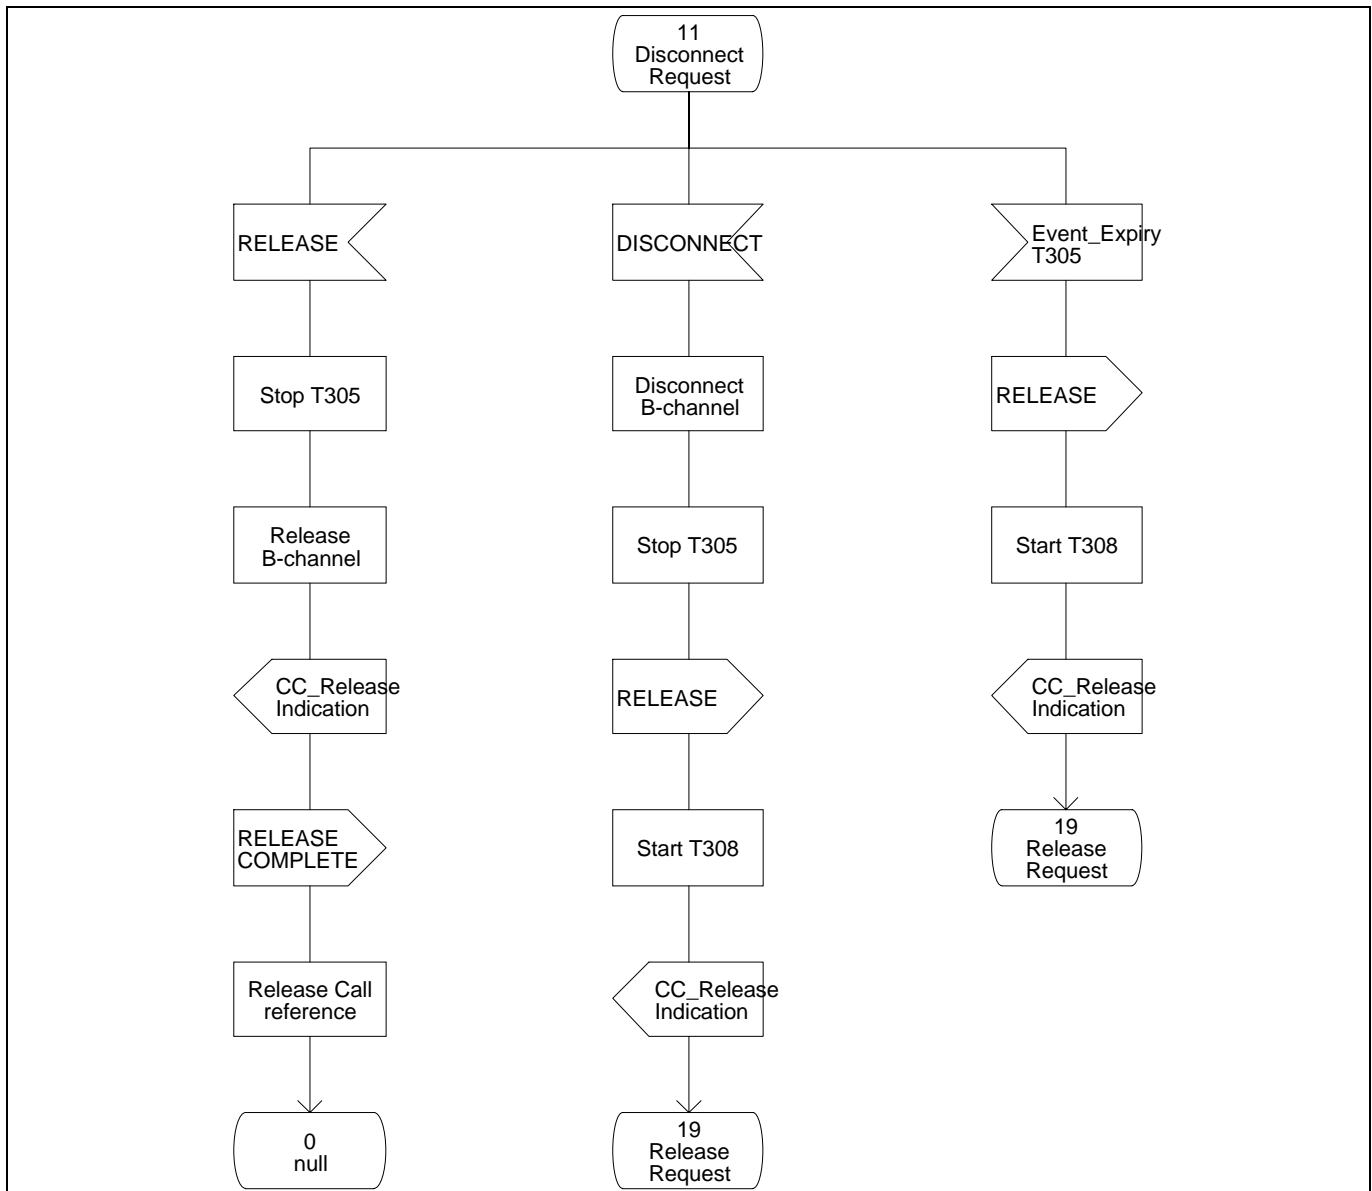 11
Disconnect
Request
RELEASE
DISCONNECT
Event_Expiry
T305
Stop T305
Disconnect
B-channel
RELEASE
Release
B-channel
Stop T305
Start T308
CC_Release
Indication
RELEASE
CC_Release
Indication
RELEASE
COMPLETE
Start T308
19
Release
Request
Release Call
reference
CC_Release
Indication
0
null
19
Release
Request